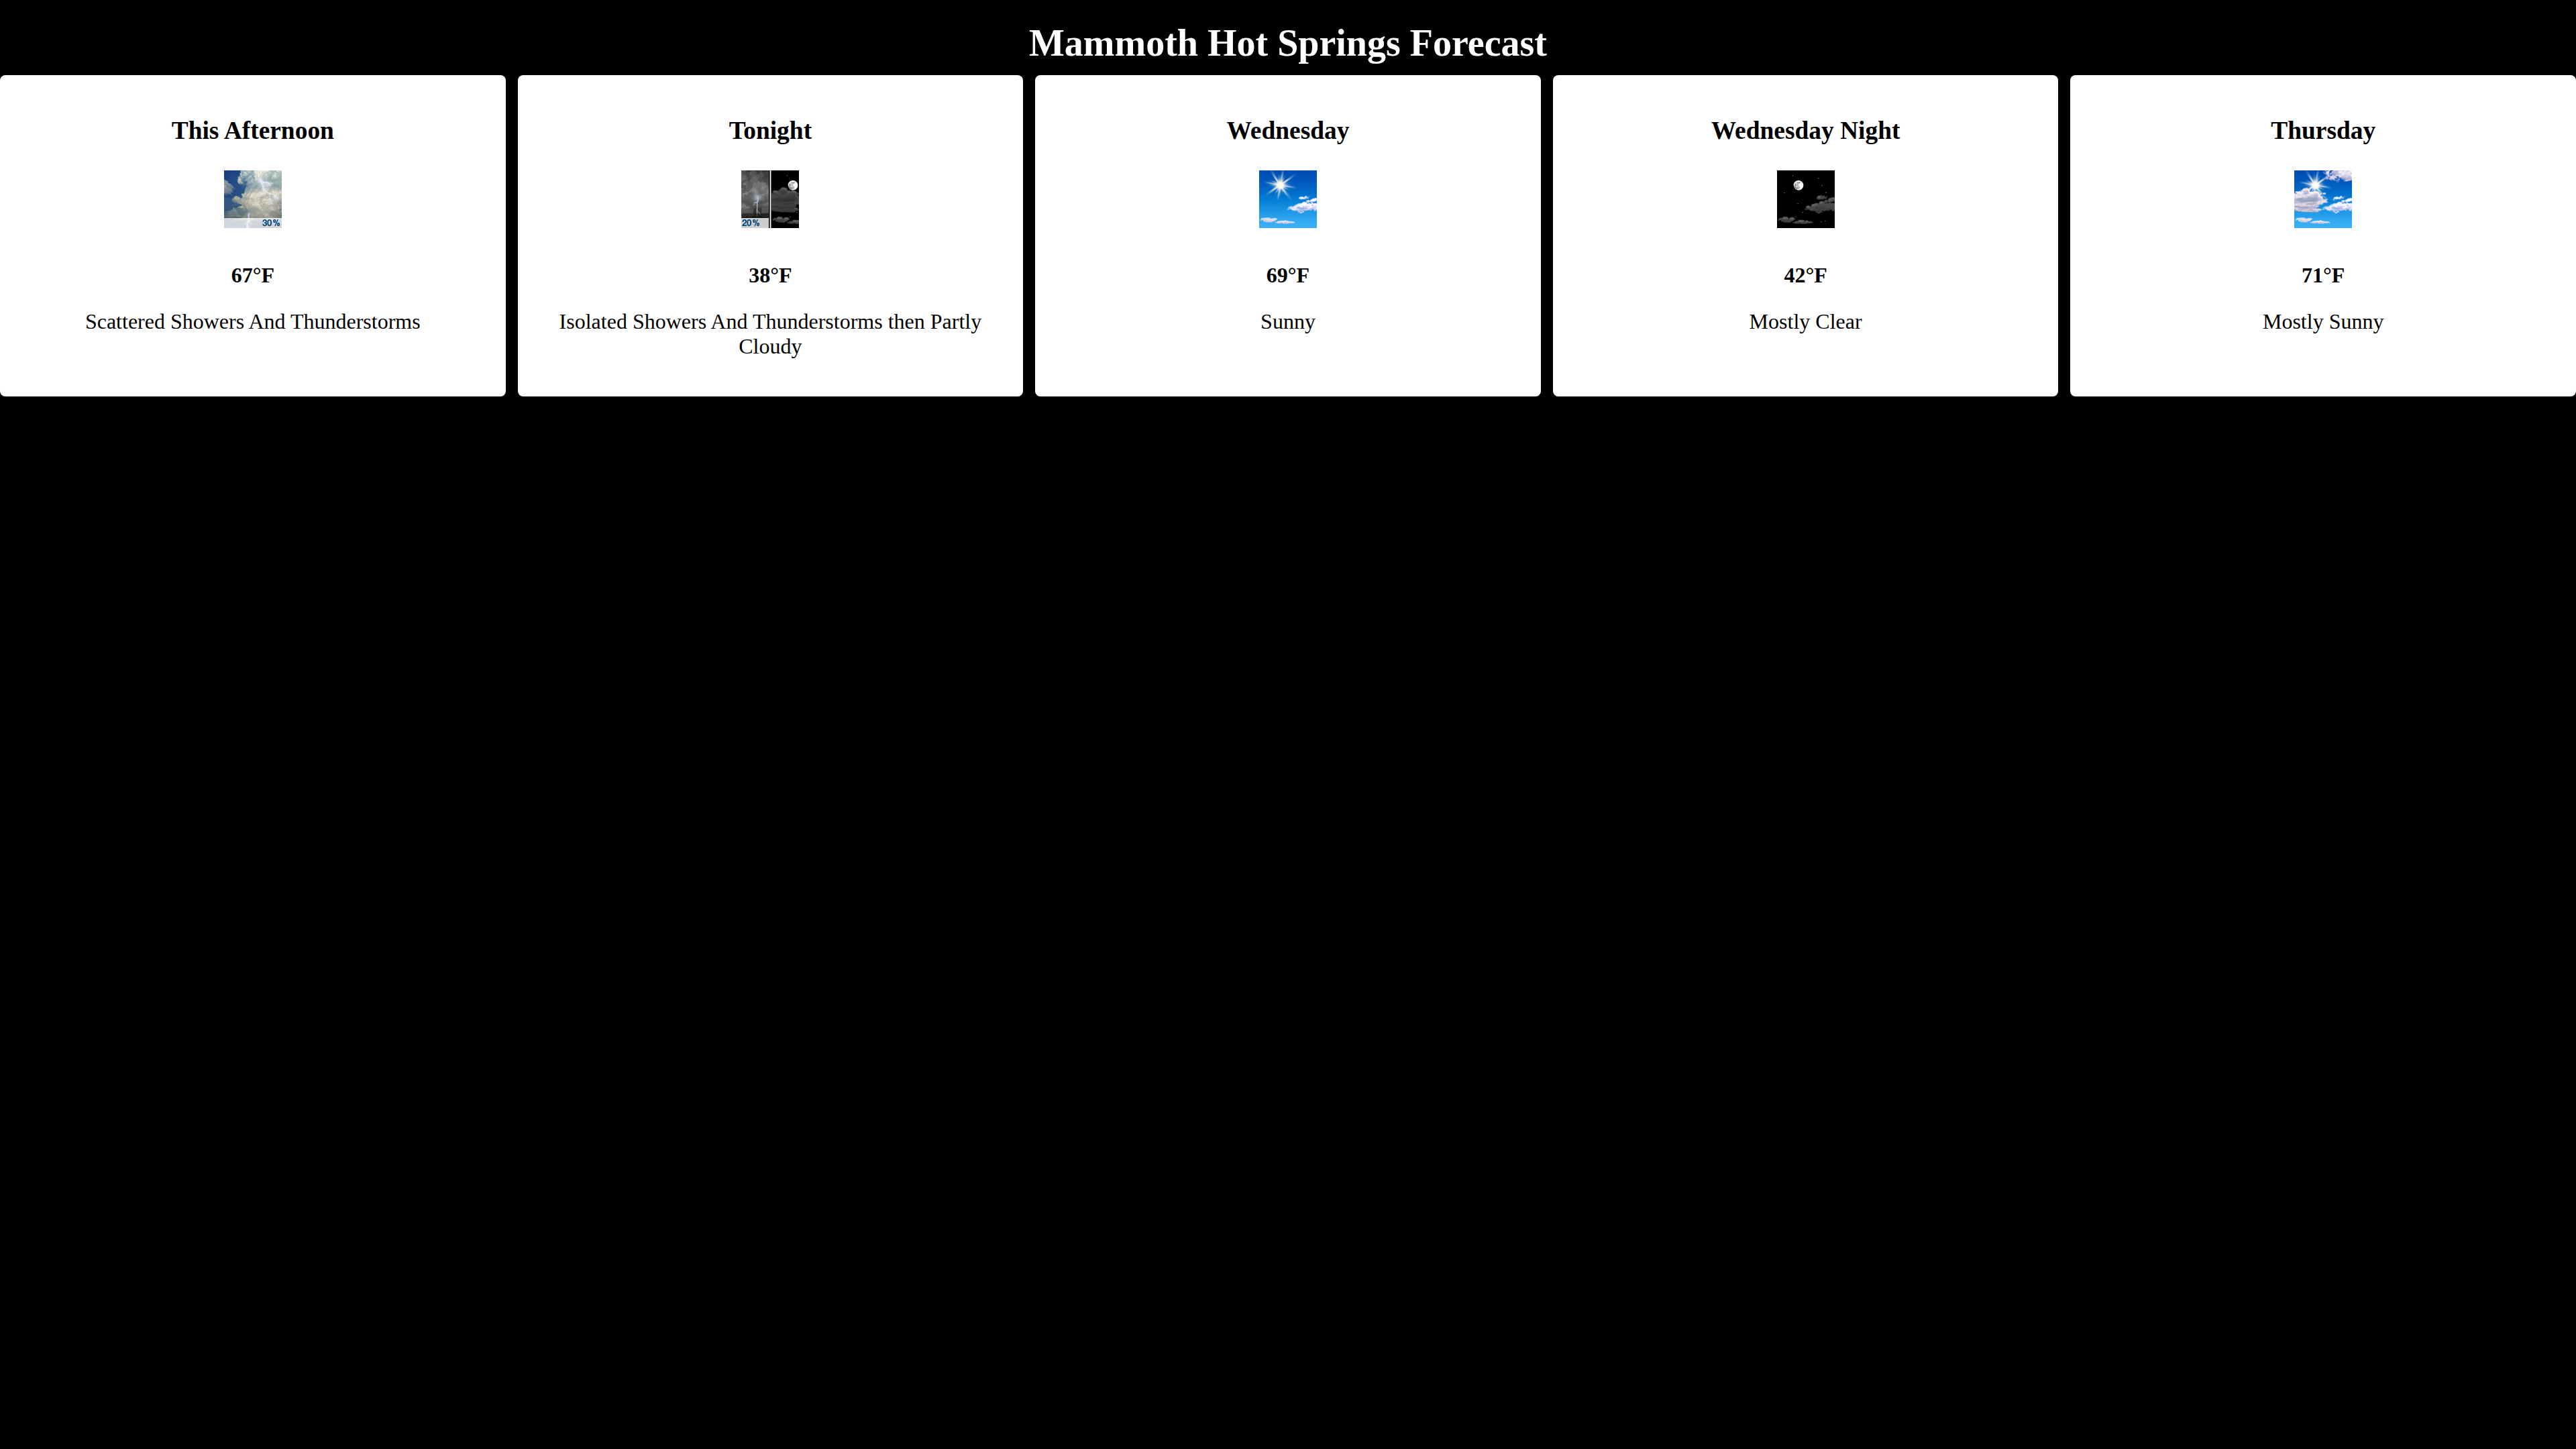 Mammoth Hot Springs Forecast
This Afternoon
30%
67°F
Scattered Showers And Thunderstorms
Tonight
20%
38°F
Isolated Showers And Thunderstorms then Partly
Cloudy
Wednesday
69°F
Sunny
Wednesday Night
42°F
Mostly Clear
Thursday
71°F
Mostly Sunny